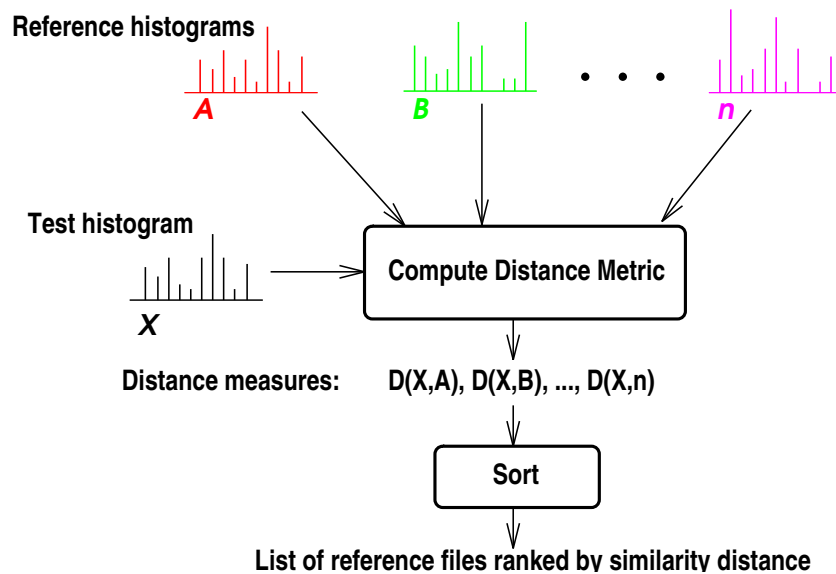 Reference histograms
A
B
n
Test histogram
X
Compute Distance Metric
Distance measures: D(X,A), D(X,B), ..., D(X,n)
Sort
List of reference files ranked by similarity distance